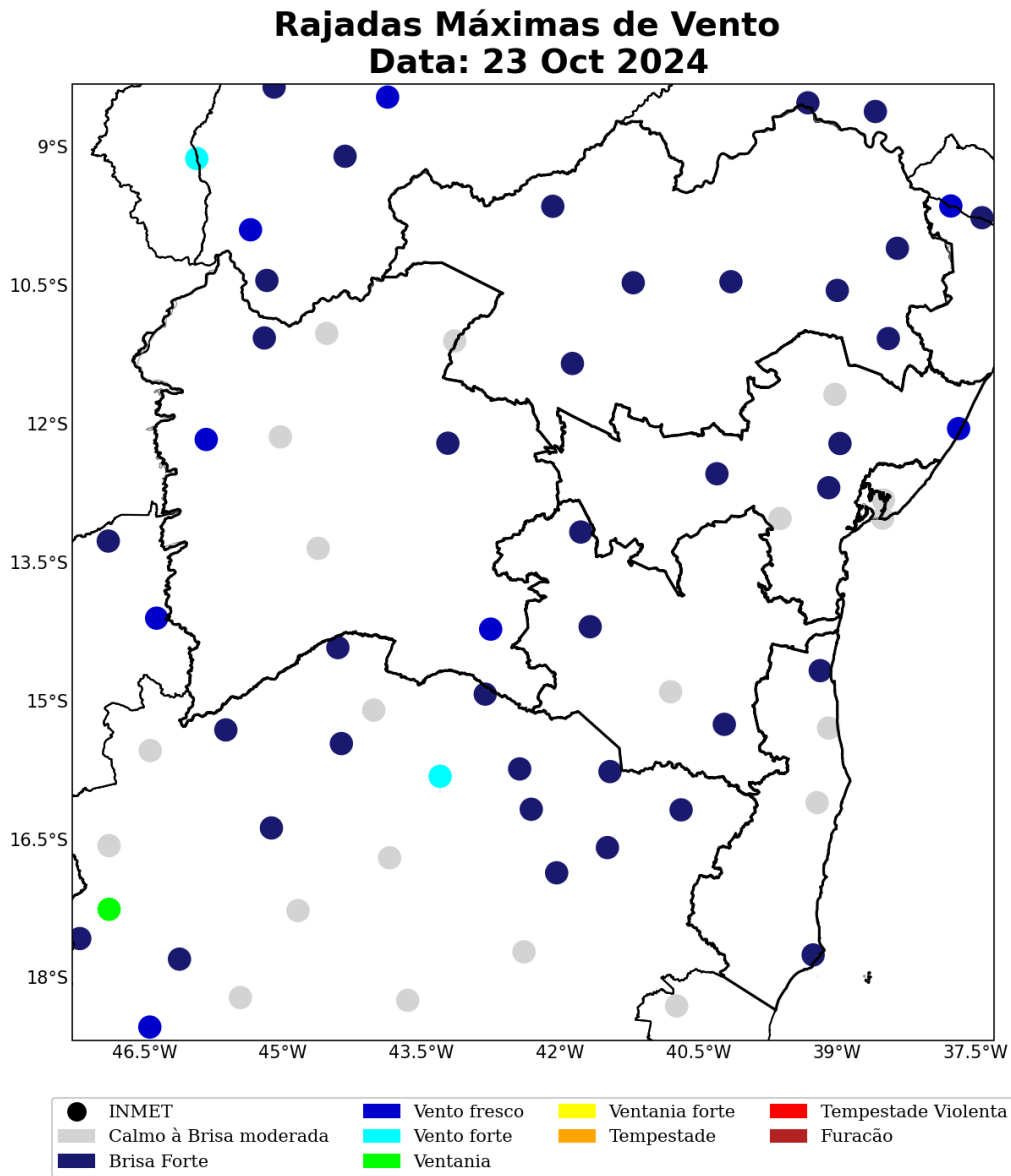 Rajadas Máximas de Vento
Data: 23 Oct 2024
9°S
10.5°S
12°S
13.5°S
15°S
16.5°S
18°S
46.5°W 45°W 43.5°W 42°W 40.5°W 39°W 37.5°W
INMET Vento fresco Ventania forte Tempestade Violenta
Calmo à Brisa moderada Vento forte Tempestade Furacão
Brisa Forte Ventania